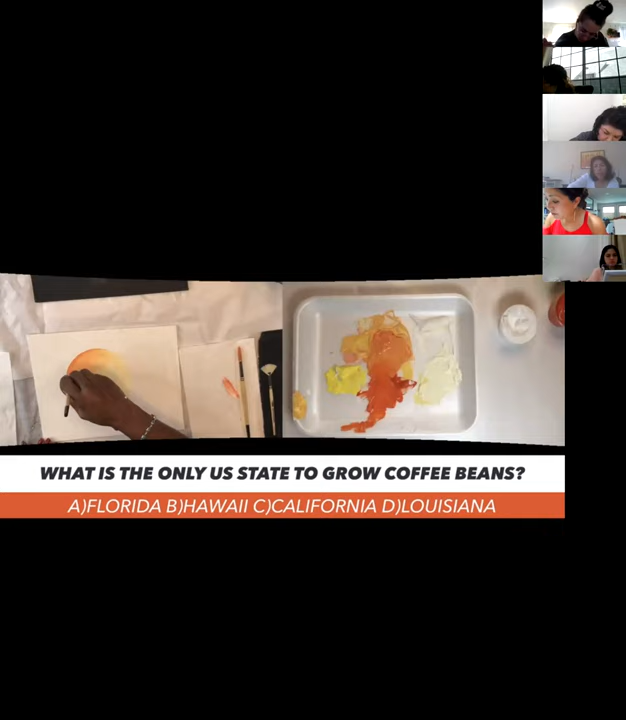 WHAT IS THE ONLY US STATE TO GROW COFFEE BEANS?
A)FLORIDA B)HAWAII C)CALIFORNIA D)LOUISIANA